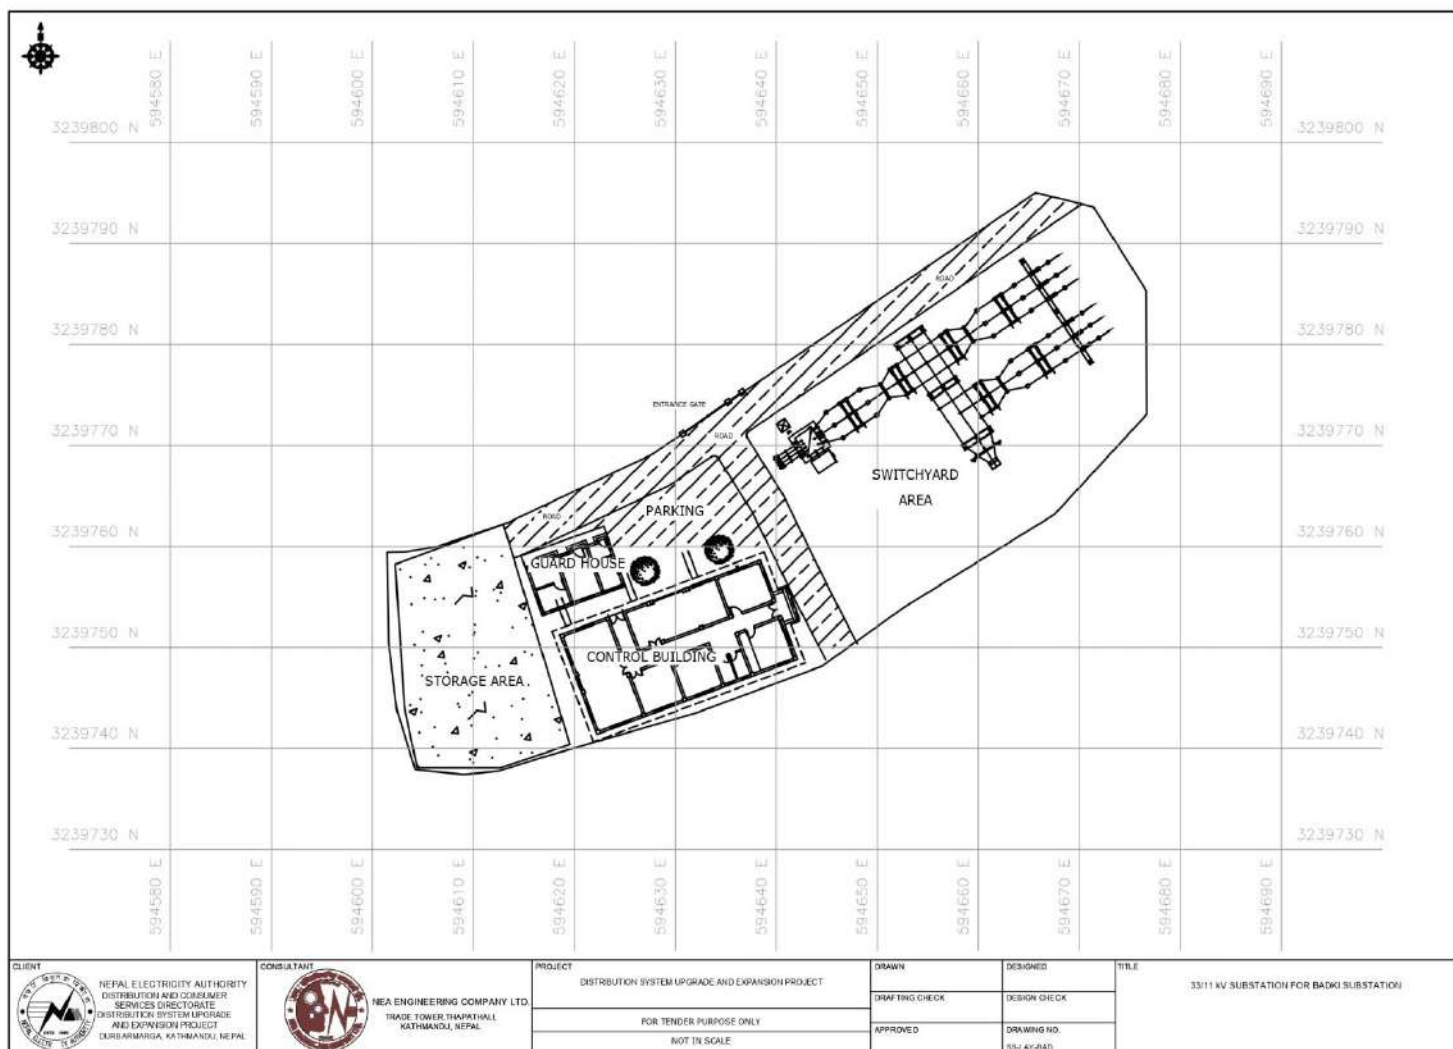 594580 E
594590 E
594600 E
594610 E
594620 E
594630 E
594640 E
594650 E
594660 E
594670 E
594680 E
594690 E
3239800 N
3239800 N
3239790 N
3239790 N
ROAD
3239780 N
3239780 N
ENTRANCE GATE
3239770 N
ROAD
3239770 N
SWITCHYARD
AREA
PARKING
ROAD
3239760 N
3239760 N
GUARD HOUSE
3239750 N
3239750 N
CONTROL BUILDING
STORAGE AREA
3239740 N
3239740 N
3239730 N
3239730 N
594580 E
594590 E
594600 E
594610 E
594620 E
594630 E
594640 E
594650 E
594660 E
594670 E
594680 E
594690 E
CLIENT
NEPAL ELECTRICITY AUTHORITY
DISTRIBUTION AND CONSUMER
SERVICES DIRECTORATE
DISTRIBUTION SYSTEM UPGRADE
AND EXPANSION PROJECT
DURBARMARGA, KATHMANDU, NEPAL
CONSULTANT
NEA ENGINEERING COMPANY LTD.
TRADE TOWER,THAPATHALI,
KATHMANDU, NEPAL
PROJECT
DISTRIBUTION SYSTEM UPGRADE AND EXPANSION PROJECT
FOR TENDER PURPOSE ONLY
NOT IN SCALE
DRAWN
DESIGNED
DRAFTING CHECK
DESIGN CHECK
APPROVED
DRAWING NO.
SS-LAY-BAD
TITLE
33/11 kV SUBSTATION FOR BADKI SUBSTATION